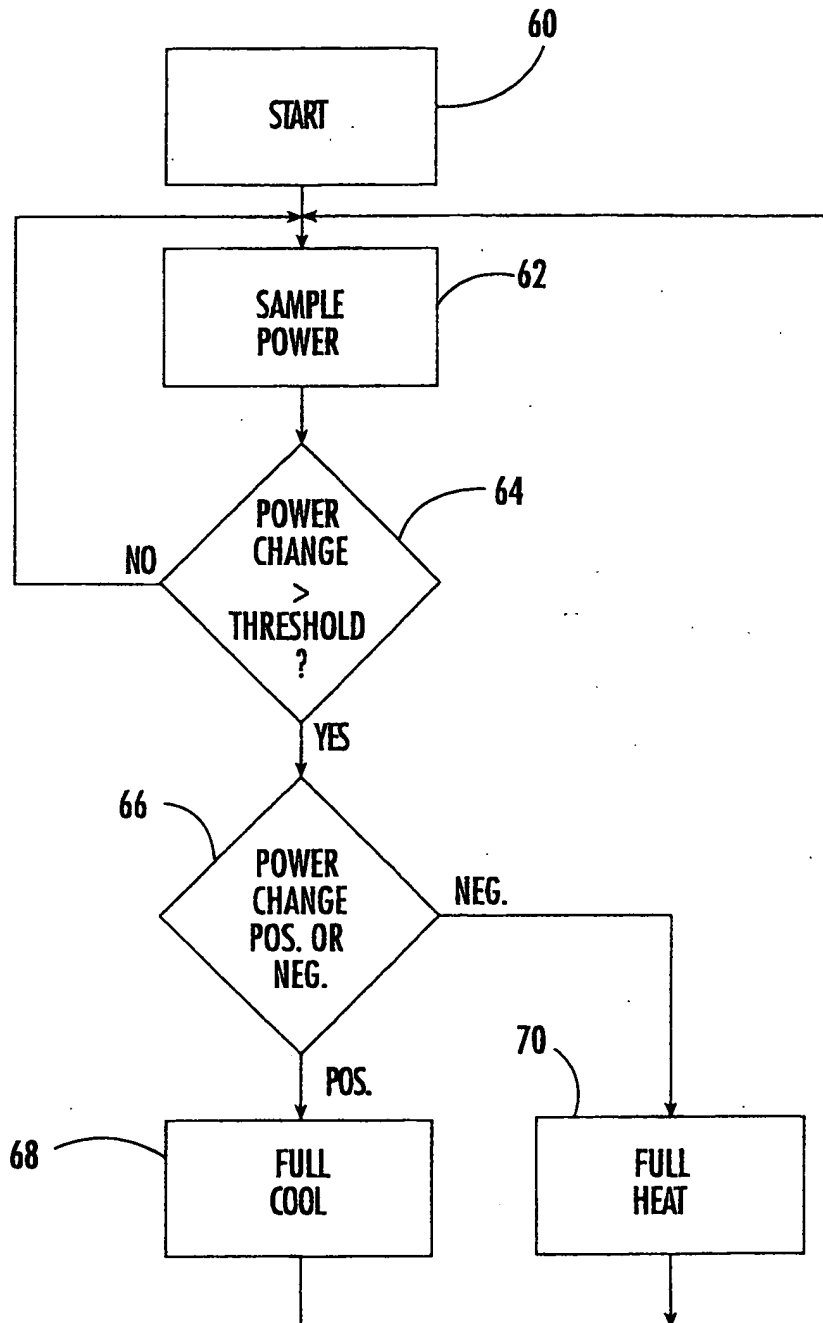 60
START
62
SAMPLE
POWER
64
POWER
CHANGE
>
THRESHOLD
?
NO
YES
66
POWER
CHANGE
POS. OR
NEG.
NEG.
POS.
70
68
FULL
COOL
FULL
HEAT